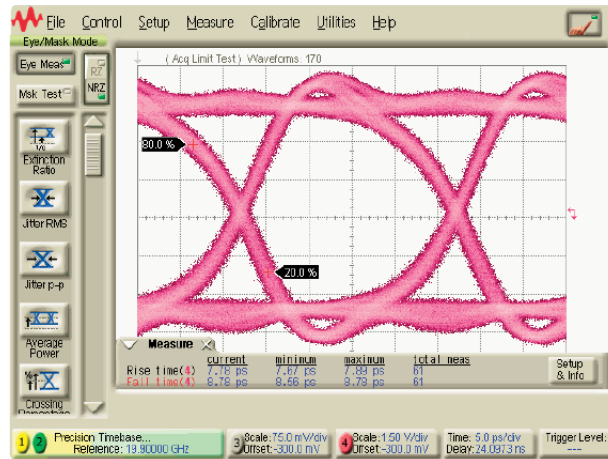 File Control Setup Measure Calibrate Utilities Help
Eye/Mask Mode
Eye Meas
Msk Test
RZ
NRZ
( Acq Limit Test ) Waveforms: 170
80.0 %
20.0 %
Extinction
Ratio
Jitter RMS
Jitter p-p
Average
Power
Crossing
Measure
current minimum maximum total meas
Rise time(4) 7.78 ps 7.67 ps 7.89 ps 61
Fall time(4) 8.78 ps 8.56 ps 8.78 ps 61
Setup
& Info
1 2 Precision Timebase...
Reference: 19.90000 GHz
3 Scale: 75.0 mV/div
Offset: -300.0 mV
4 Scale: 1.50 V/div
Offset: -300.0 mV
Time: 5.0 ps/div
Delay: 24.0973 ns
Trigger Level: